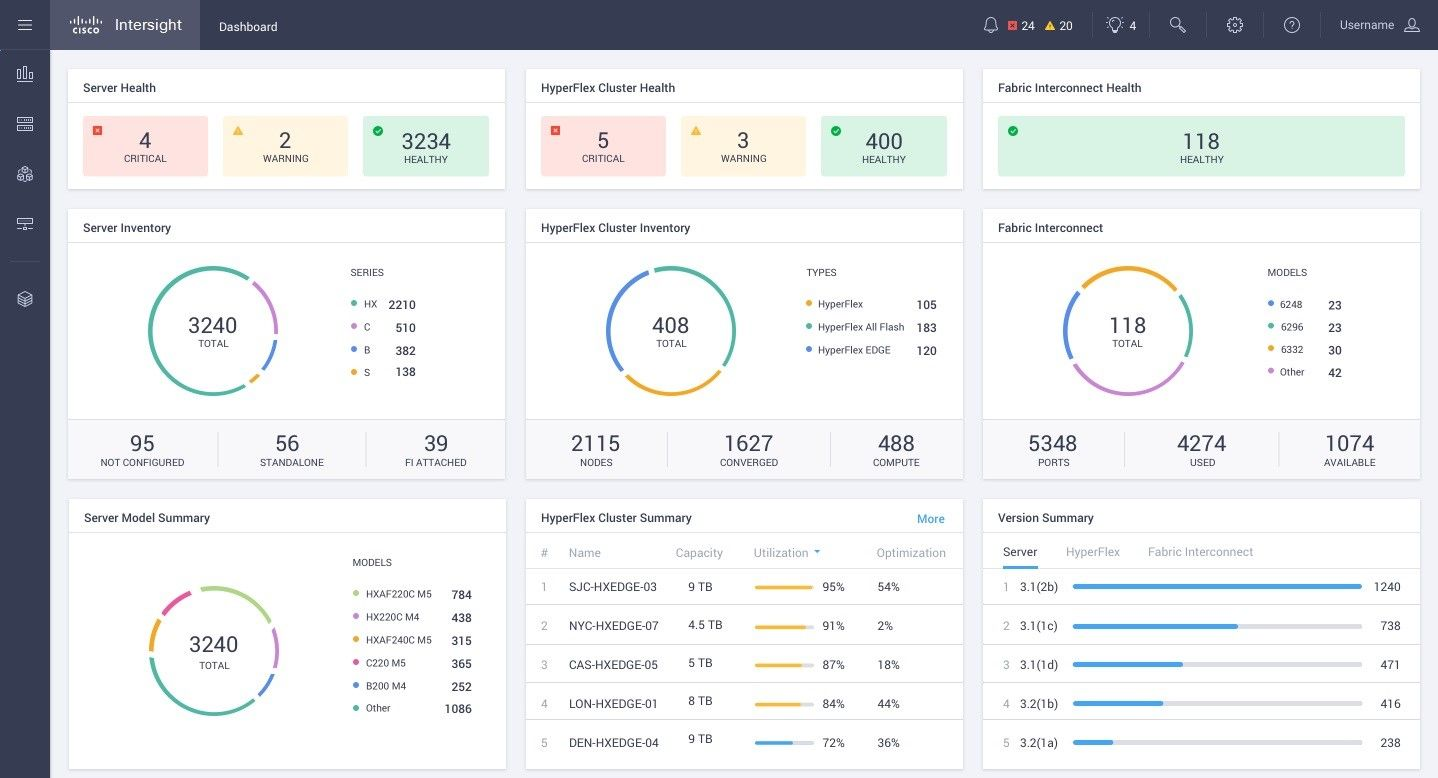 CISCO Intersight Dashboard 24 20 4 Username
Server Health
4 CRITICAL
2 WARNING
3234 HEALTHY
HyperFlex Cluster Health
5 CRITICAL
3 WARNING
400 HEALTHY
Fabric Interconnect Health
118 HEALTHY
Server Inventory
3240
TOTAL
SERIES
HX 2210
C 510
B 382
S 138
95 NOT CONFIGURED
56 STANDALONE
39 FI ATTACHED
HyperFlex Cluster Inventory
408
TOTAL
TYPES
HyperFlex 105
HyperFlex All Flash 183
HyperFlex EDGE 120
2115 NODES
1627 CONVERGED
488 COMPUTE
Fabric Interconnect
118
TOTAL
MODELS
6248 23
6296 23
6332 30
Other 42
5348 PORTS
4274 USED
1074 AVAILABLE
Server Model Summary
3240
TOTAL
MODELS
HXAF220C M5 784
HX220C M4 438
HXAF240C M5 315
C220 M5 365
B200 M4 252
Other 1086
HyperFlex Cluster Summary More
# Name Capacity Utilization Optimization
1 SJC-HXEDGE-03 9 TB 95% 54%
2 NYC-HXEDGE-07 4.5 TB 91% 2%
3 CAS-HXEDGE-05 5 TB 87% 18%
4 LON-HXEDGE-01 8 TB 84% 44%
5 DEN-HXEDGE-04 9 TB 72% 36%
Version Summary
Server HyperFlex Fabric Interconnect
1 3.1(2b) 1240
2 3.1(1c) 738
3 3.1(1d) 471
4 3.2(1b) 416
5 3.2(1a) 238